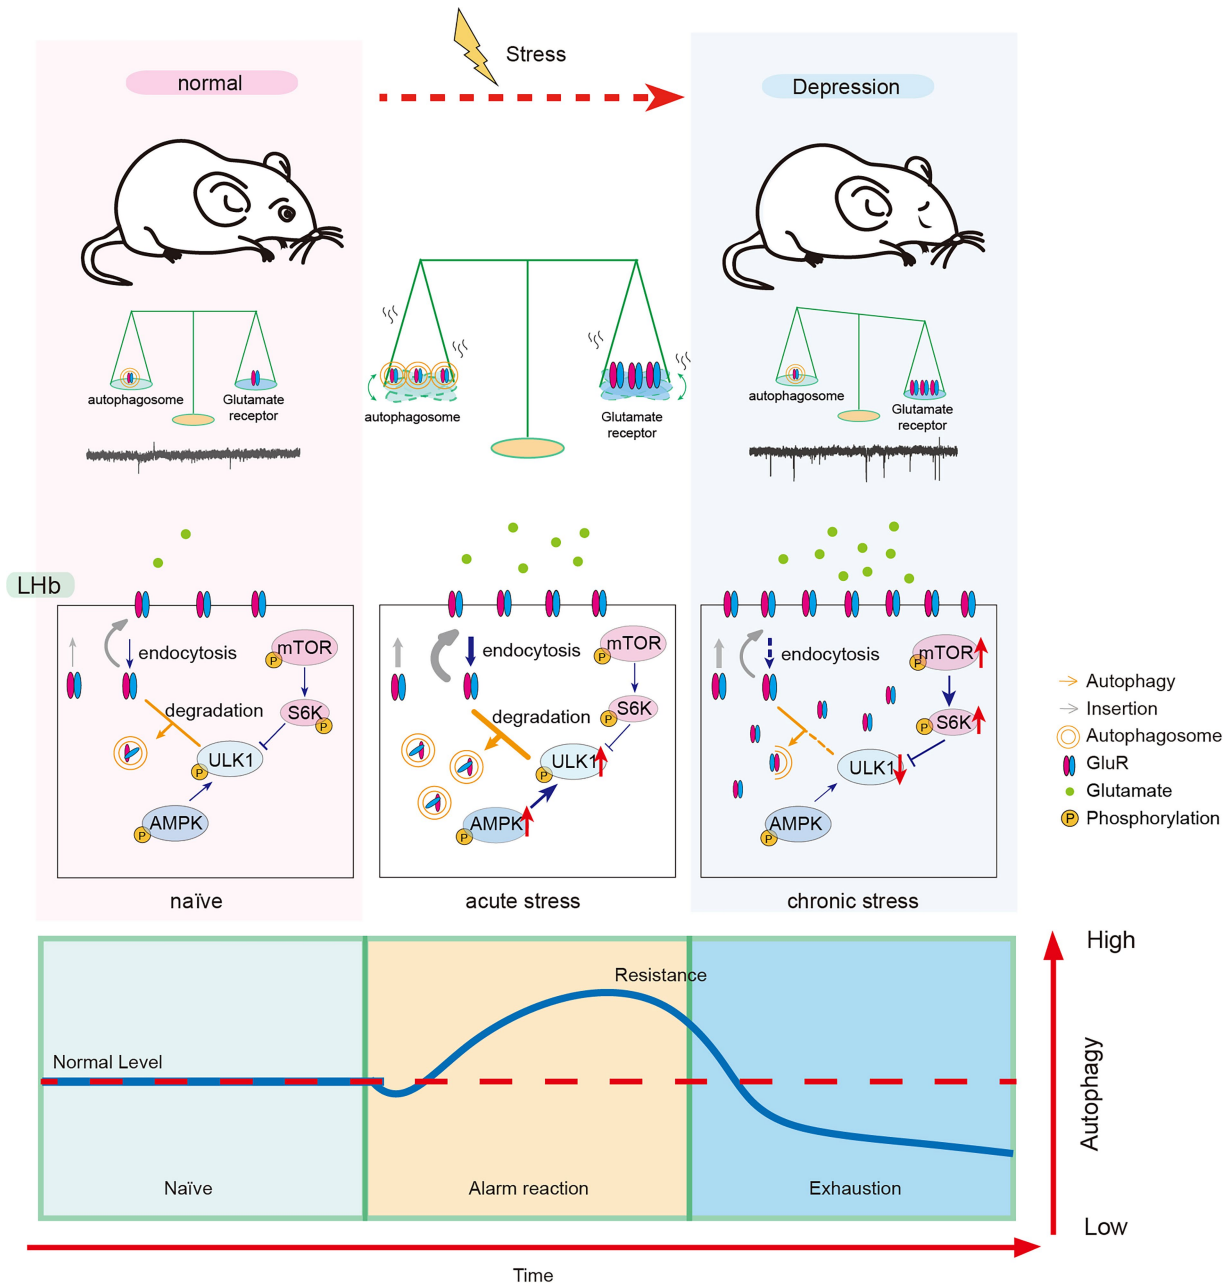 Stress
normal
Depression
autophagosome
Glutamate
receptor
autophagosome
Glutamate
receptor
autophagosome
Glutamate
receptor
LHb
endocytosis
mTOR
P
degradation
S6K
P
ULK1
P
AMPK
P
naïve
endocytosis
mTOR
P
degradation
S6K
P
ULK1
P
AMPK
P
acute stress
endocytosis
mTOR
P
S6K
P
ULK1
AMPK
P
chronic stress
Autophagy
Insertion
Autophagosome
GluR
Glutamate
P Phosphorylation
High
Resistance
Normal Level
Autophagy
Naïve
Alarm reaction
Exhaustion
Low
Time